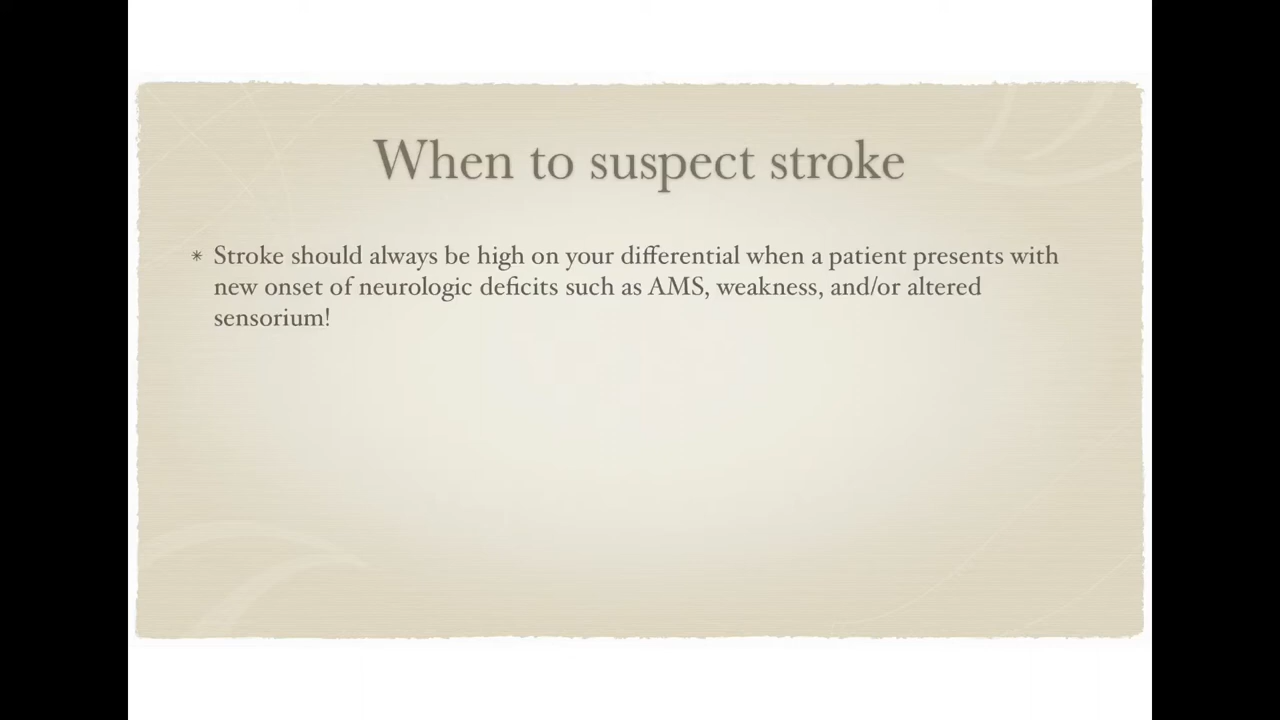 When to suspect stroke
* Stroke should always be high on your differential when a patient presents with
new onset of neurologic deficits such as AMS, weakness, and/or altered
sensorium!